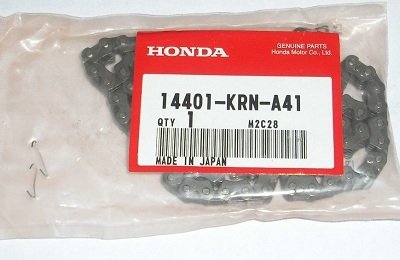 HONDA
GENUINE PARTS
Honda Motor Co., Ltd.
14401-KRN-A41
QTY 1 M2C28
MADE IN JAPAN